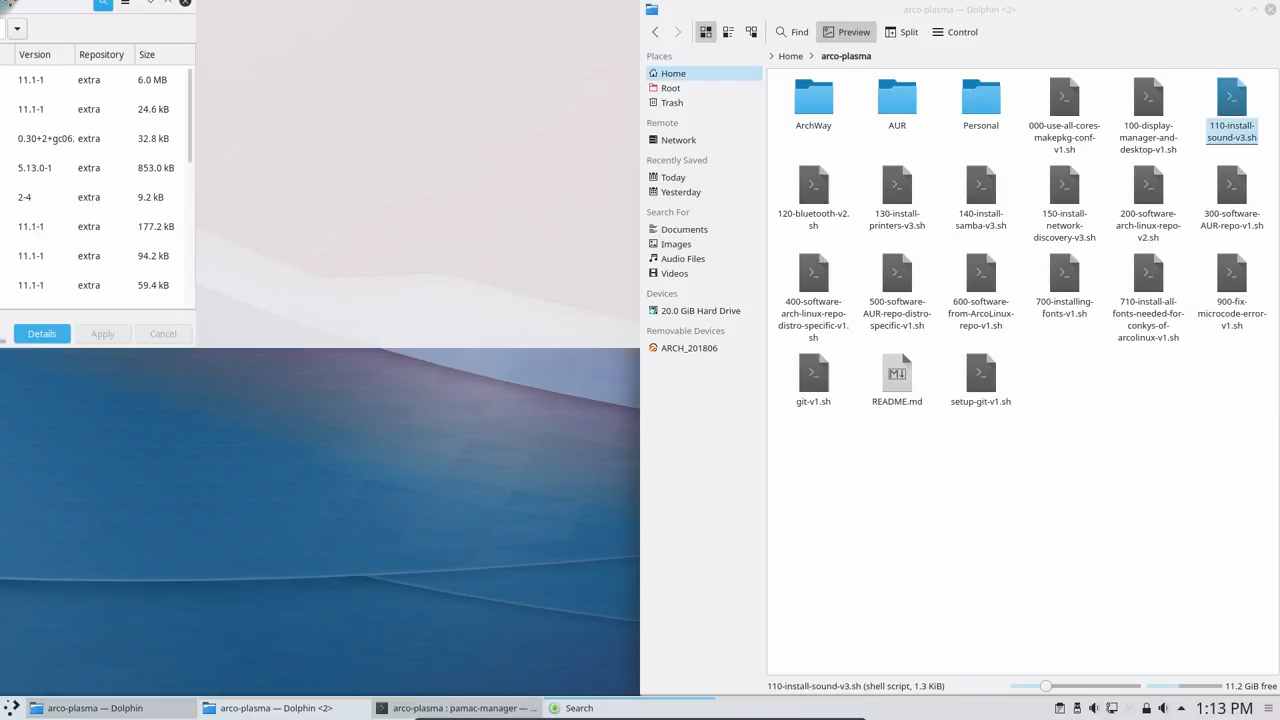 arco-plasma — Dolphin <2>
Version Repository Size
11.1-1 extra 6.0 MB
11.1-1 extra 24.6 kB
0.30+2+gc06: extra 32.8 kB
5.13.0-1 extra 853.0 kB
2-4 extra 9.2 kB
11.1-1 extra 177.2 kB
11.1-1 extra 94.2 kB
11.1-1 extra 59.4 kB
Details Apply Cancel
Find Preview Split Control
Home arco-plasma
Places
Home
Root
Trash
Remote
Network
Recently Saved
Today
Yesterday
Search For
Documents
Images
Audio Files
Videos
Devices
20.0 GiB Hard Drive
Removable Devices
ARCH_201806
ArchWay
AUR
Personal
000-use-all-cores-
makepkg-conf-
v1.sh
100-display-
manager-and-
desktop-v1.sh
110-install-
sound-v3.sh
120-bluetooth-v2.
sh
130-install-
printers-v3.sh
140-install-
samba-v3.sh
150-install-
network-
discovery-v3.sh
200-software-
arch-linux-repo-
v2.sh
300-software-
AUR-repo-v1.sh
400-software-
arch-linux-repo-
distro-specific-v1.
sh
500-software-
AUR-repo-distro-
specific-v1.sh
600-software-
from-ArcoLinux-
repo-v1.sh
700-installing-
fonts-v1.sh
710-install-all-
fonts-needed-for-
conkys-of-
arcolinux-v1.sh
900-fix-
microcode-error-
v1.sh
git-v1.sh
README.md
setup-git-v1.sh
110-install-sound-v3.sh (shell script, 1.3 KiB)
11.2 GiB free
arco-plasma — Dolphin
arco-plasma — Dolphin <2>
arco-plasma : pamac-manager — ...
Search
1:13 PM